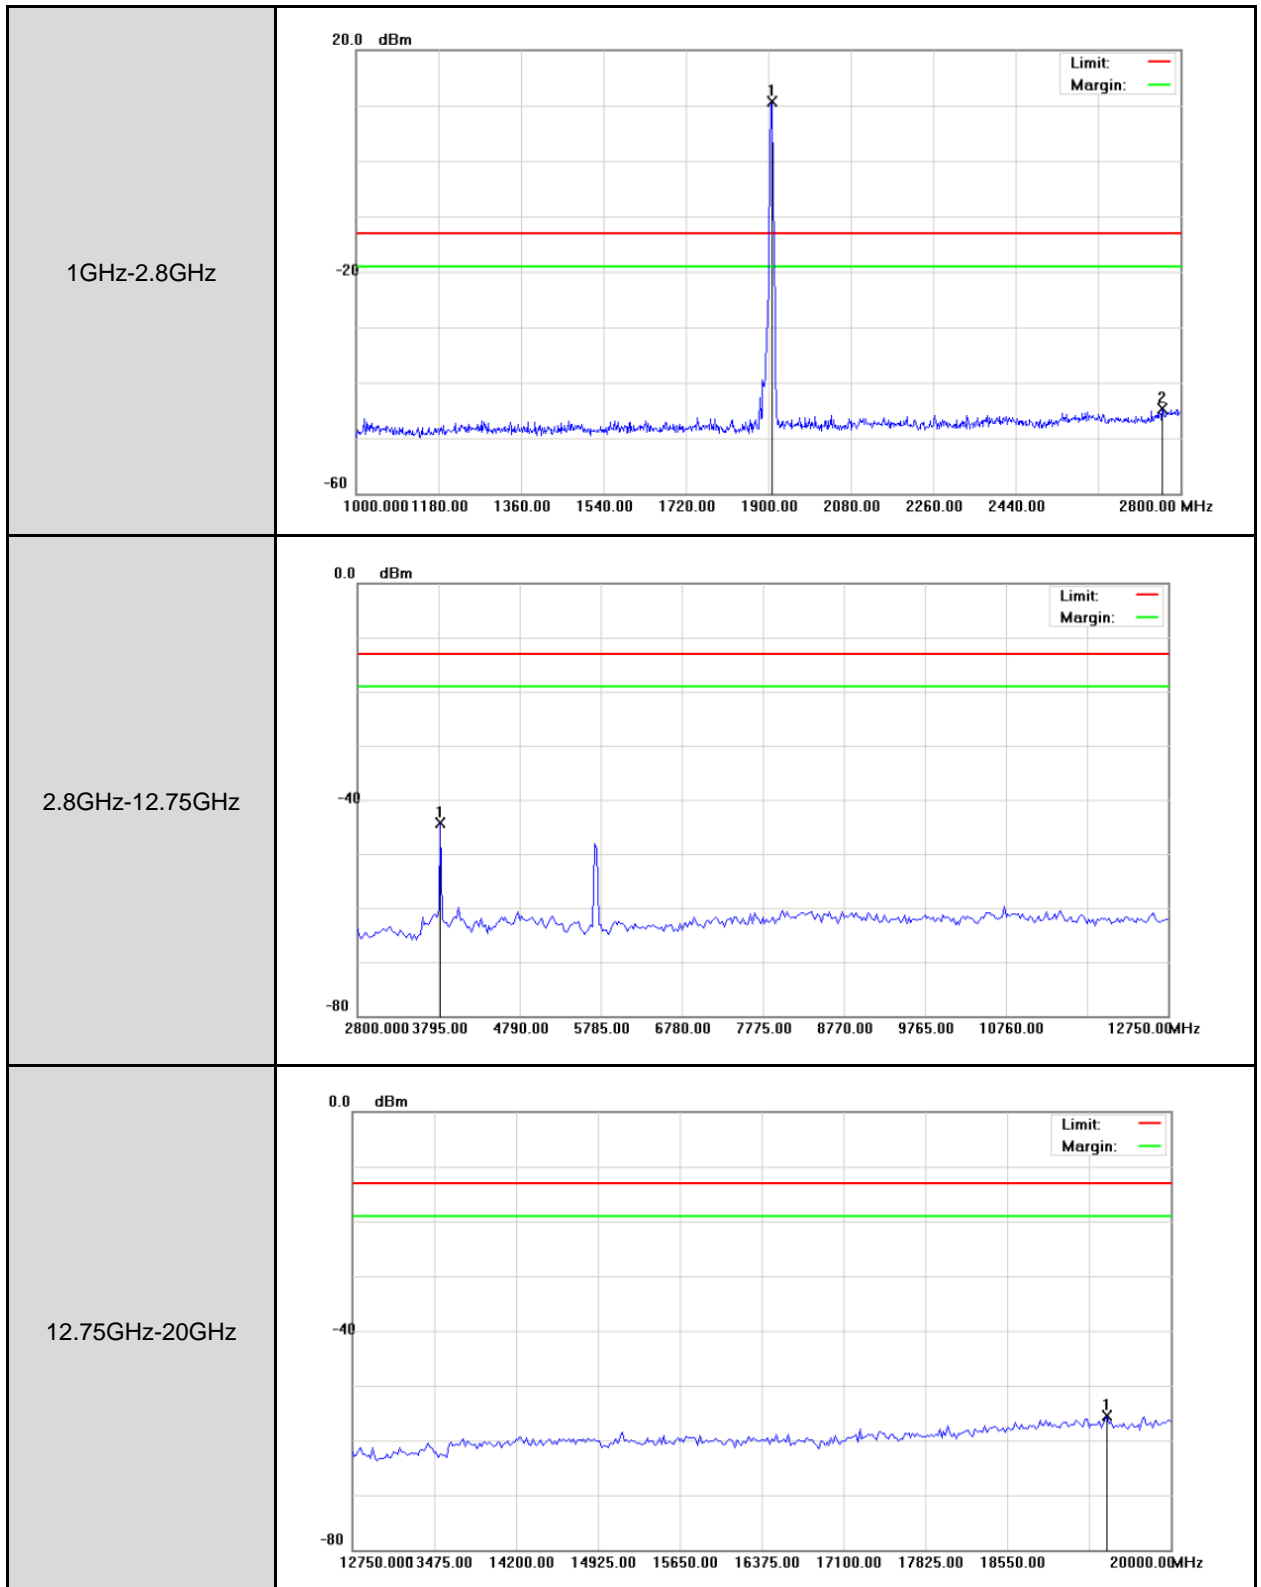 1GHz-2.8GHz
20.0 dBm
Limit:
Margin:
1
-20
2
-60
1000.000 1180.00 1360.00 1540.00 1720.00 1900.00 2080.00 2260.00 2440.00 2800.00 MHz
2.8GHz-12.75GHz
0.0 dBm
Limit:
Margin:
-40
1
-80
2800.000 3795.00 4790.00 5785.00 6780.00 7775.00 8770.00 9765.00 10760.00 12750.00MHz
12.75GHz-20GHz
0.0 dBm
Limit:
Margin:
-40
1
-80
12750.000 13475.00 14200.00 14925.00 15650.00 16375.00 17100.00 17825.00 18550.00 20000.00MHz